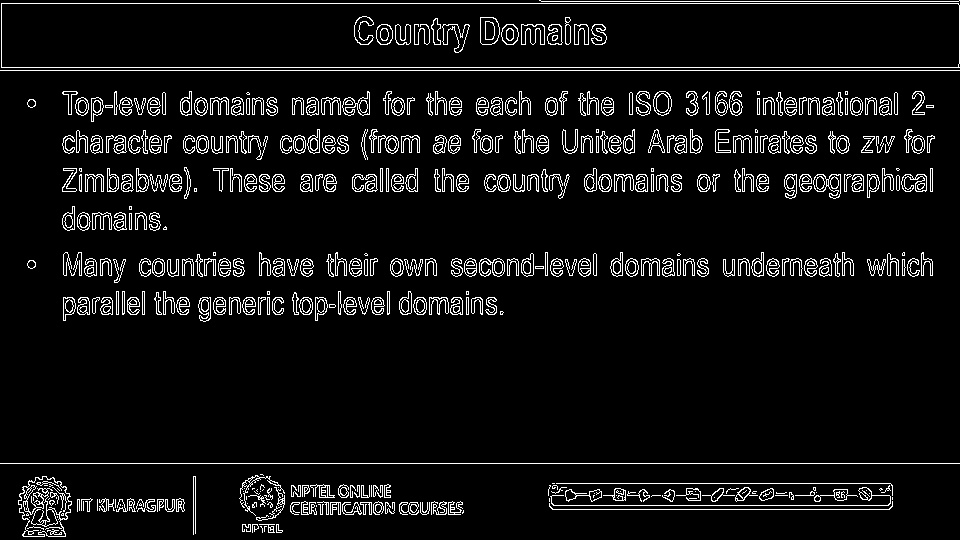 Country Domains
• Top-level domains named for the each of the ISO 3166 international 2-
character country codes (from ae for the United Arab Emirates to zw for
Zimbabwe). These are called the country domains or the geographical
domains.
• Many countries have their own second-level domains underneath which
parallel the generic top-level domains.
IIT KHARAGPUR
NPTEL ONLINE
CERTIFICATION COURSES
NPTEL